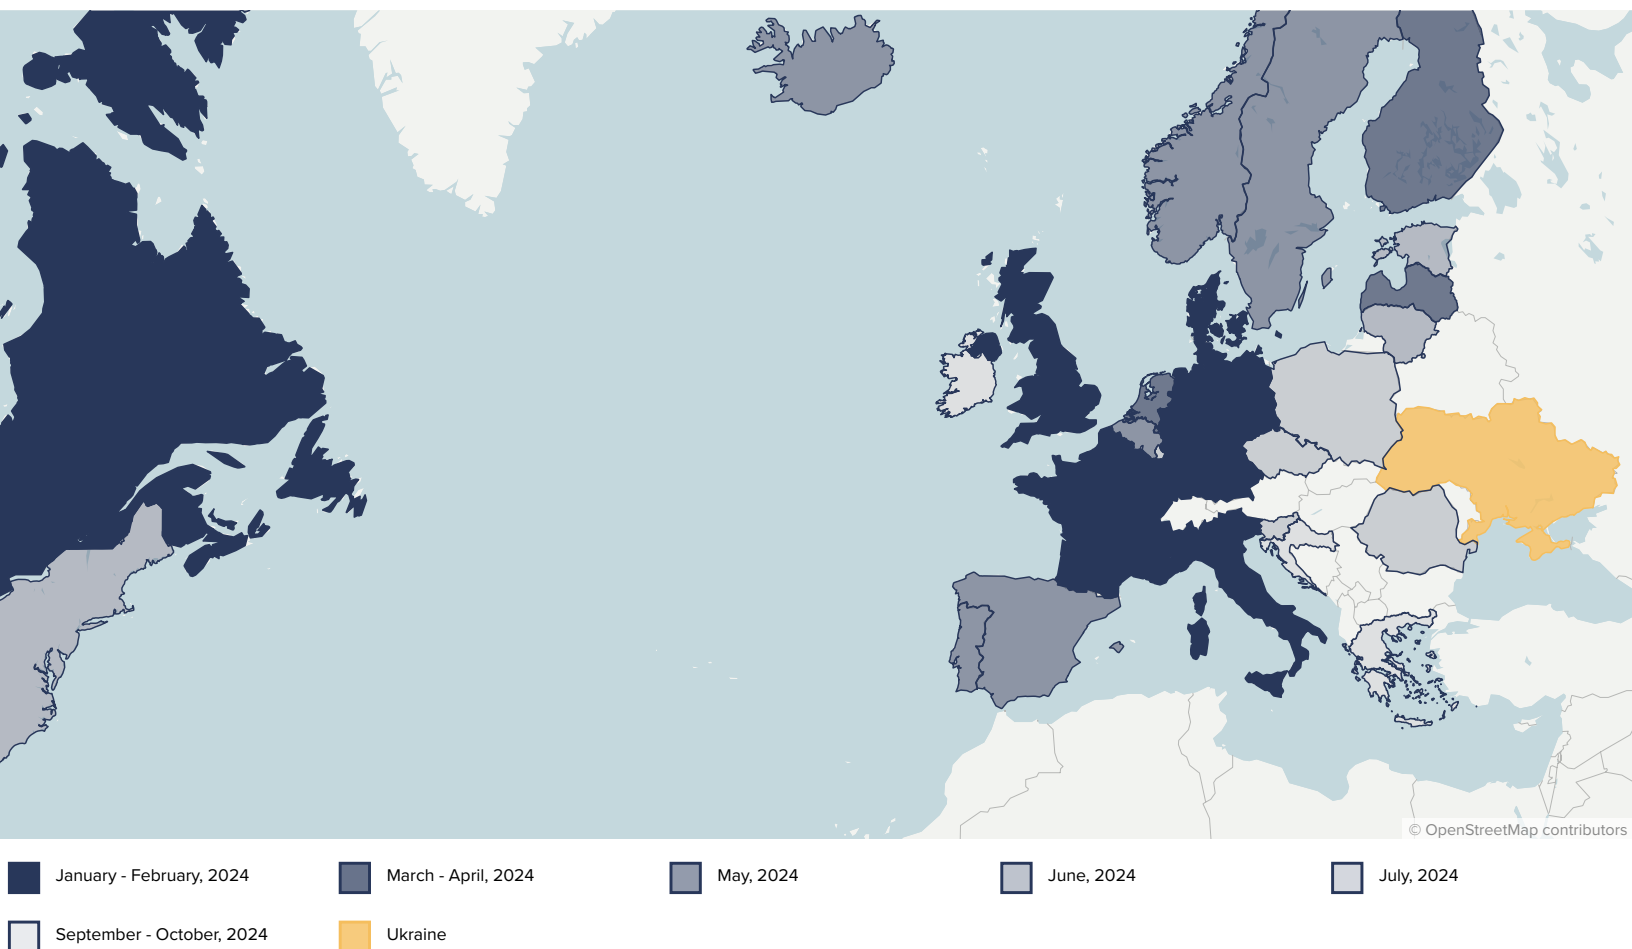 © OpenStreetMap contributors
January - February, 2024
March - April, 2024
May, 2024
June, 2024
July, 2024
September - October, 2024
Ukraine